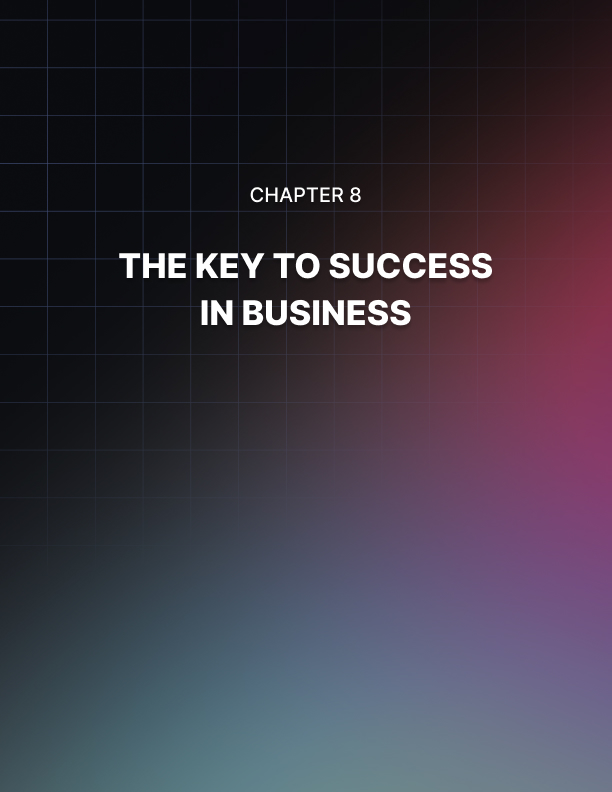 CHAPTER 8
THE KEY TO SUCCESS
IN BUSINESS